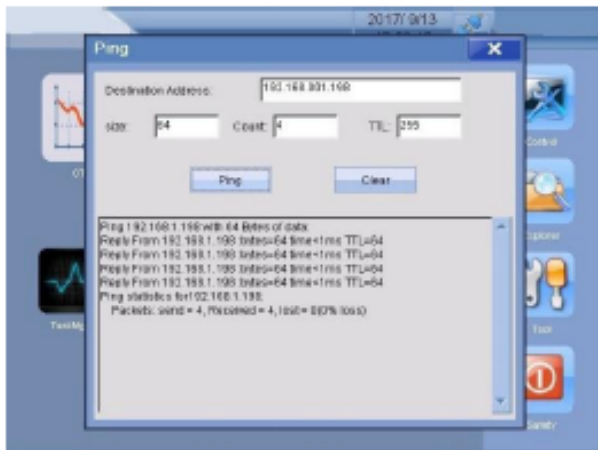 2017/ 9/13
Ping
Destination Address: 192.168.001.198
size: 64 Count: 4 TTL: 255
Ping Clear
Ping 192.168.1.198 with 64 Bytes of data:
Reply From 192.168.1.198 bytes=64 time<1ms TTL=64
Reply From 192.168.1.198 bytes=64 time<1ms TTL=64
Reply From 192.168.1.198 bytes=64 time<1ms TTL=64
Reply From 192.168.1.198 bytes=64 time<1ms TTL=64
Ping statistics for192.168.1.198:
Packets: send = 4, Received = 4, lost = 0(0% loss)
Control
Explorer
Tool